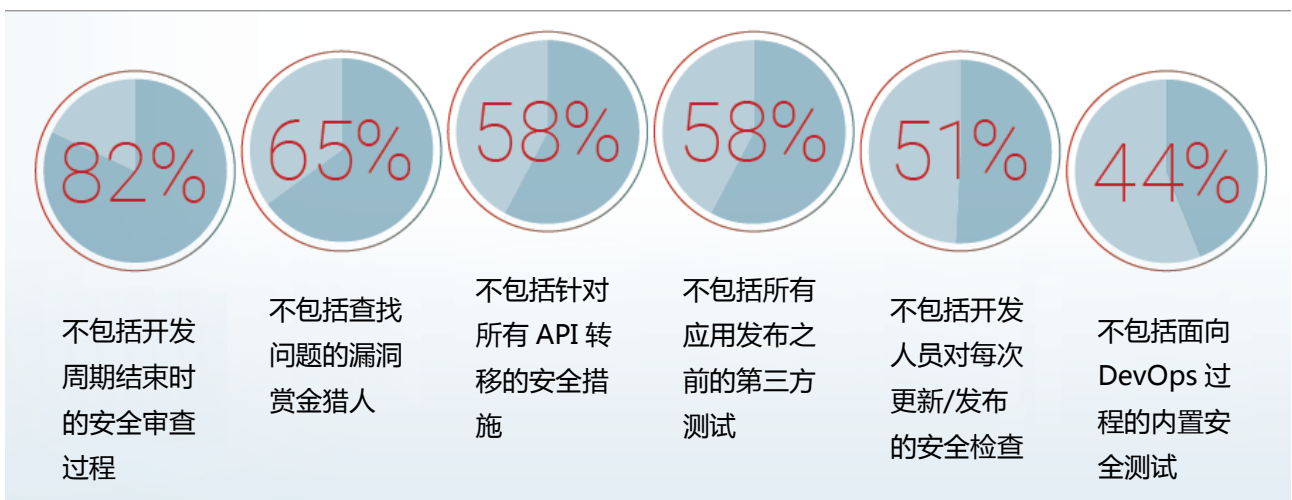 82%
不包括开发
周期结束时
的安全审查
过程
65%
不包括查找
问题的漏洞
赏金猎人
58%
不包括针对
所有 API 转
移的安全措
施
58%
不包括所有
应用发布之
前的第三方
测试
51%
不包括开发
人员对每次
更新/发布
的安全检查
44%
不包括面向
DevOps 过
程的内置安
全测试